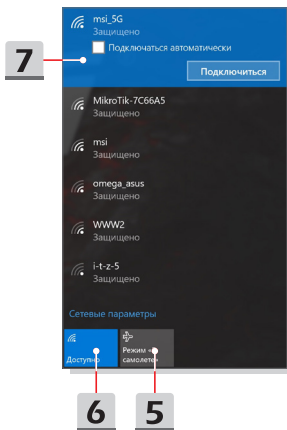 msi_5G
Защищено
Подключаться автоматически
7
Подключиться
MikroTik-7C66A5
Защищено
msi
Защищено
omega_asus
Защищено
WWW2
Защищено
i-t-z-5
Защищено
Сетевые параметры
Режим «
Доступно самолете»
6 5